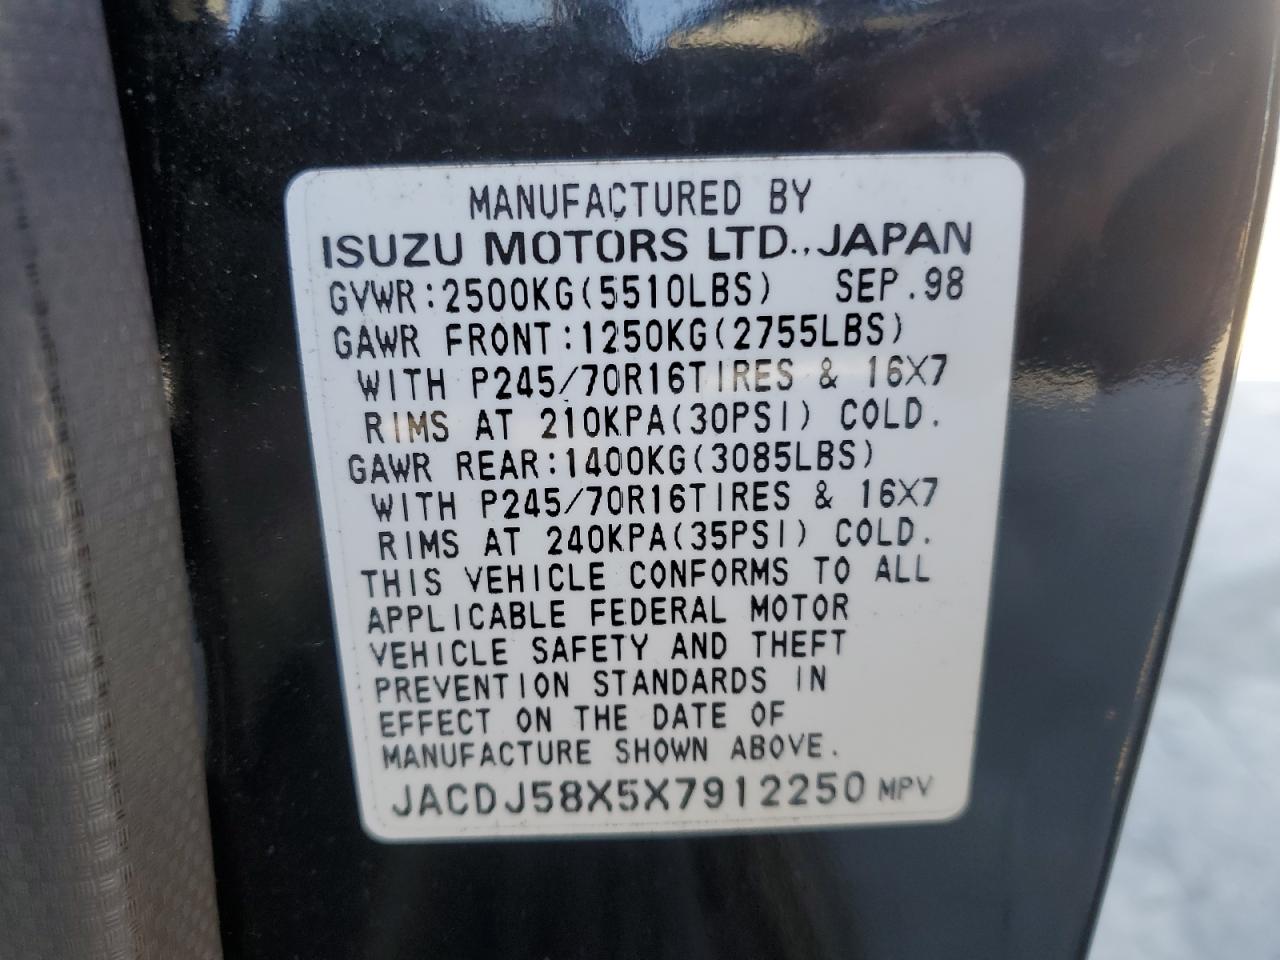 MANUFACTURED BY
ISUZU MOTORS LTD., JAPAN
GVWR:2500KG(5510LBS) SEP.98
GAWR FRONT:1250KG(2755LBS)
WITH P245/70R16TIRES & 16X7
RIMS AT 210KPA(30PSI) COLD.
GAWR REAR:1400KG(3085LBS)
WITH P245/70R16TIRES & 16X7
RIMS AT 240KPA(35PSI) COLD.
THIS VEHICLE CONFORMS TO ALL
APPLICABLE FEDERAL MOTOR
VEHICLE SAFETY AND THEFT
PREVENTION STANDARDS IN
EFFECT ON THE DATE OF
MANUFACTURE SHOWN ABOVE.
JACDJ58X5X7912250 MPV